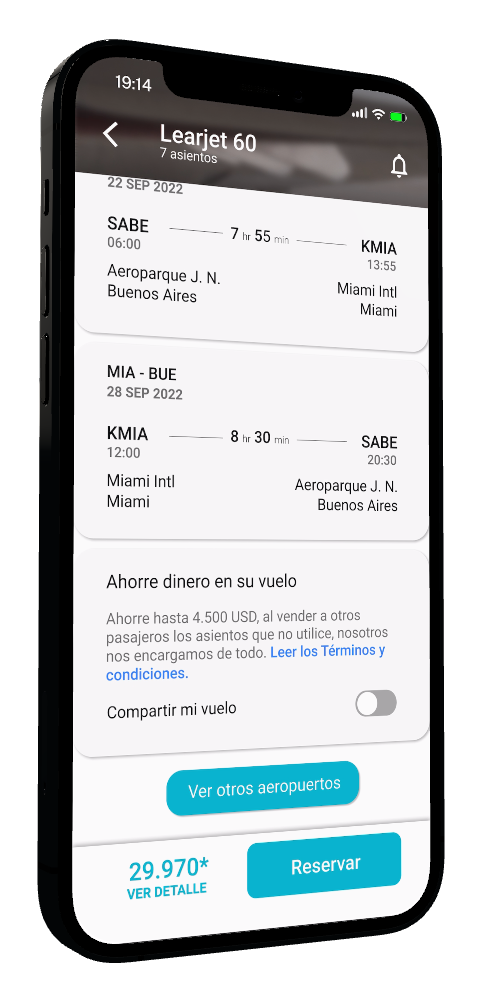 19:14
Learjet 60
7 asientos
22 SEP 2022
SABE 7 hr 55 min KMIA
06:00 13:55
Aeroparque J. N. Miami Intl
Buenos Aires Miami
MIA - BUE
28 SEP 2022
KMIA 8 hr 30 min SABE
12:00 20:30
Miami Intl Aeroparque J. N.
Miami Buenos Aires
Ahorre dinero en su vuelo
Ahorre hasta 4.500 USD, al vender a otros
pasajeros los asientos que no utilice, nosotros
nos encargamos de todo. Leer los Términos y
condiciones.
Compartir mi vuelo
Ver otros aeropuertos
29.970* Reservar
VER DETALLE